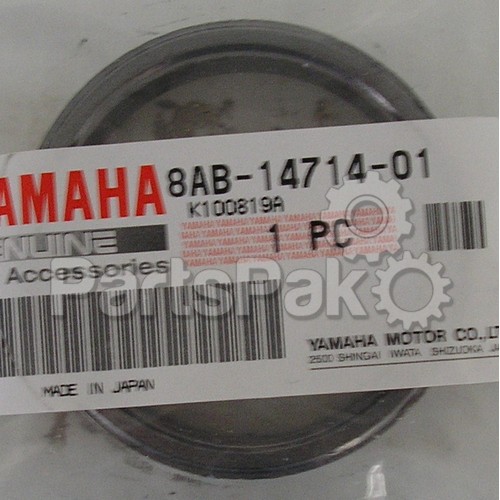 YAMAHA
8AB-14714-01
K100819A
GENUINE
1 PC
Accessories
PartsPak
YAMAHA MOTOR CO.,LT
2500 SHINGAI IWATA SHIZUOKA JA
MADE IN JAPAN